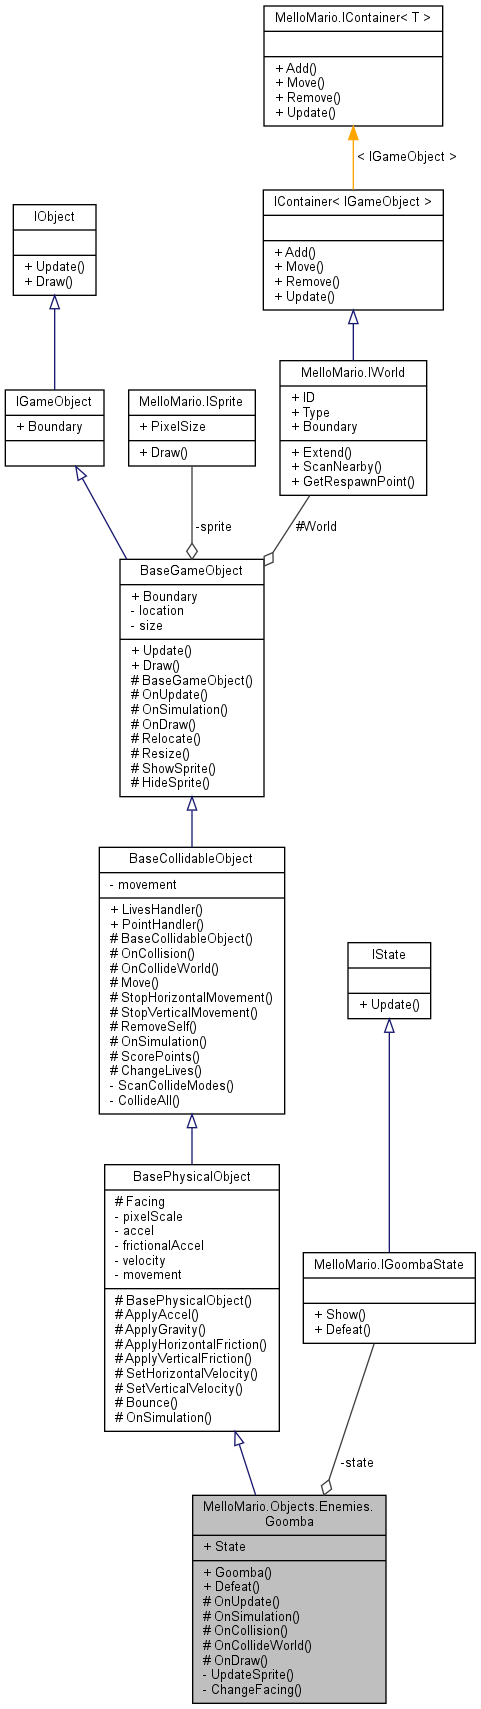 MelloMario.IContainer< T >
+ Add()
+ Move()
+ Remove()
+ Update()
< IGameObject >
IContainer< IGameObject >
+ Add()
+ Move()
+ Remove()
+ Update()
IObject
+ Update()
+ Draw()
IGameObject
+ Boundary
MelloMario.ISprite
+ PixelSize
+ Draw()
MelloMario.IWorld
+ ID
+ Type
+ Boundary
+ Extend()
+ ScanNearby()
+ GetRespawnPoint()
-sprite
#World
BaseGameObject
+ Boundary
- location
- size
+ Update()
+ Draw()
# BaseGameObject()
# OnUpdate()
# OnSimulation()
# OnDraw()
# Relocate()
# Resize()
# ShowSprite()
# HideSprite()
BaseCollidableObject
- movement
+ LivesHandler()
+ PointHandler()
# BaseCollidableObject()
# OnCollision()
# OnCollideWorld()
# Move()
# StopHorizontalMovement()
# StopVerticalMovement()
# RemoveSelf()
# OnSimulation()
# ScorePoints()
# ChangeLives()
- ScanCollideModes()
- CollideAll()
IState
+ Update()
BasePhysicalObject
# Facing
- pixelScale
- accel
- frictionalAccel
- velocity
- movement
# BasePhysicalObject()
# ApplyAccel()
# ApplyGravity()
# ApplyHorizontalFriction()
# ApplyVerticalFriction()
# SetHorizontalVelocity()
# SetVerticalVelocity()
# Bounce()
# OnSimulation()
MelloMario.IGoombaState
+ Show()
+ Defeat()
-state
MelloMario.Objects.Enemies.
Goomba
+ State
+ Goomba()
+ Defeat()
# OnUpdate()
# OnSimulation()
# OnCollision()
# OnCollideWorld()
# OnDraw()
- UpdateSprite()
- ChangeFacing()